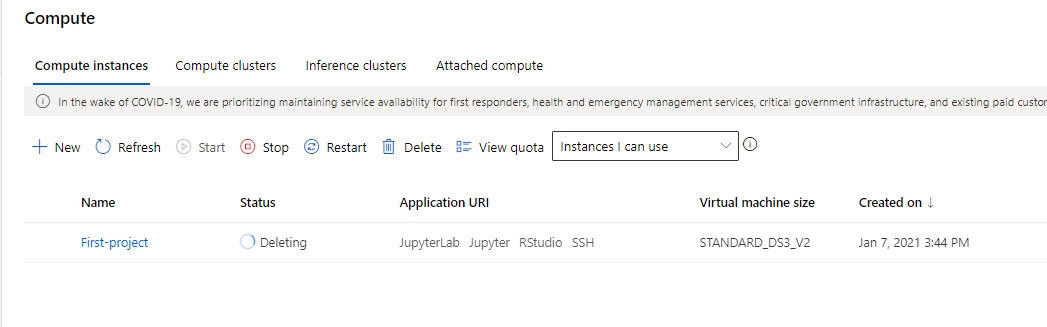 Compute
Compute instances Compute clusters Inference clusters Attached compute
In the wake of COVID-19, we are prioritizing maintaining service availability for first responders, health and emergency management services, critical government infrastructure, and existing paid custom
New Refresh Start Stop Restart Delete View quota Instances I can use
Name Status Application URI Virtual machine size Created on ↓
First-project Deleting JupyterLab Jupyter RStudio SSH STANDARD_DS3_V2 Jan 7, 2021 3:44 PM